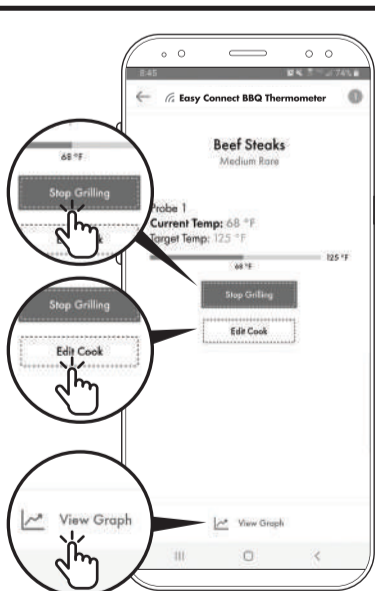 8:45 74%
Easy Connect BBQ Thermometer
Beef Steaks
Medium Rare
68 °F
Stop Grilling
Probe 1
Current Temp: 68 °F
Target Temp: 125 °F
68 °F 125 °F
Stop Grilling
Edit Cook
Stop Grilling
Edit Cook
View Graph
View Graph